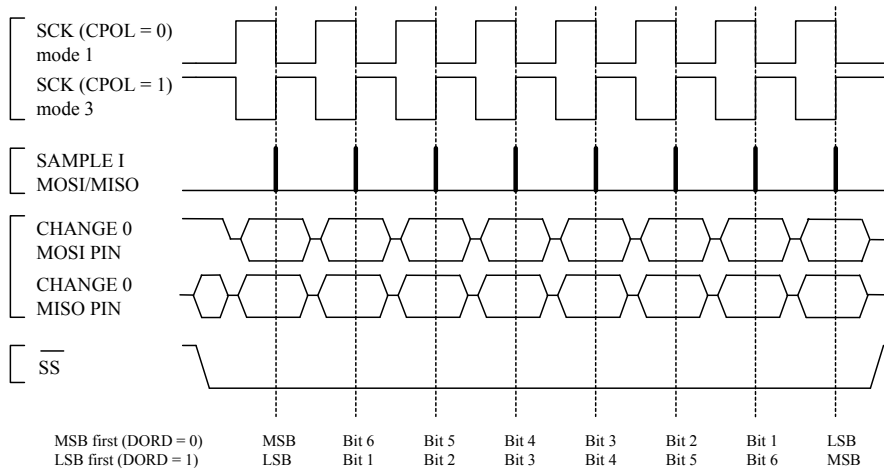 SCK (CPOL = 0)
mode 1
SCK (CPOL = 1)
mode 3
SAMPLE I
MOSI/MISO
CHANGE 0
MOSI PIN
CHANGE 0
MISO PIN
SS
MSB first (DORD = 0) MSB Bit 6 Bit 5 Bit 4 Bit 3 Bit 2 Bit 1 LSB
LSB first (DORD = 1) LSB Bit 1 Bit 2 Bit 3 Bit 4 Bit 5 Bit 6 MSB